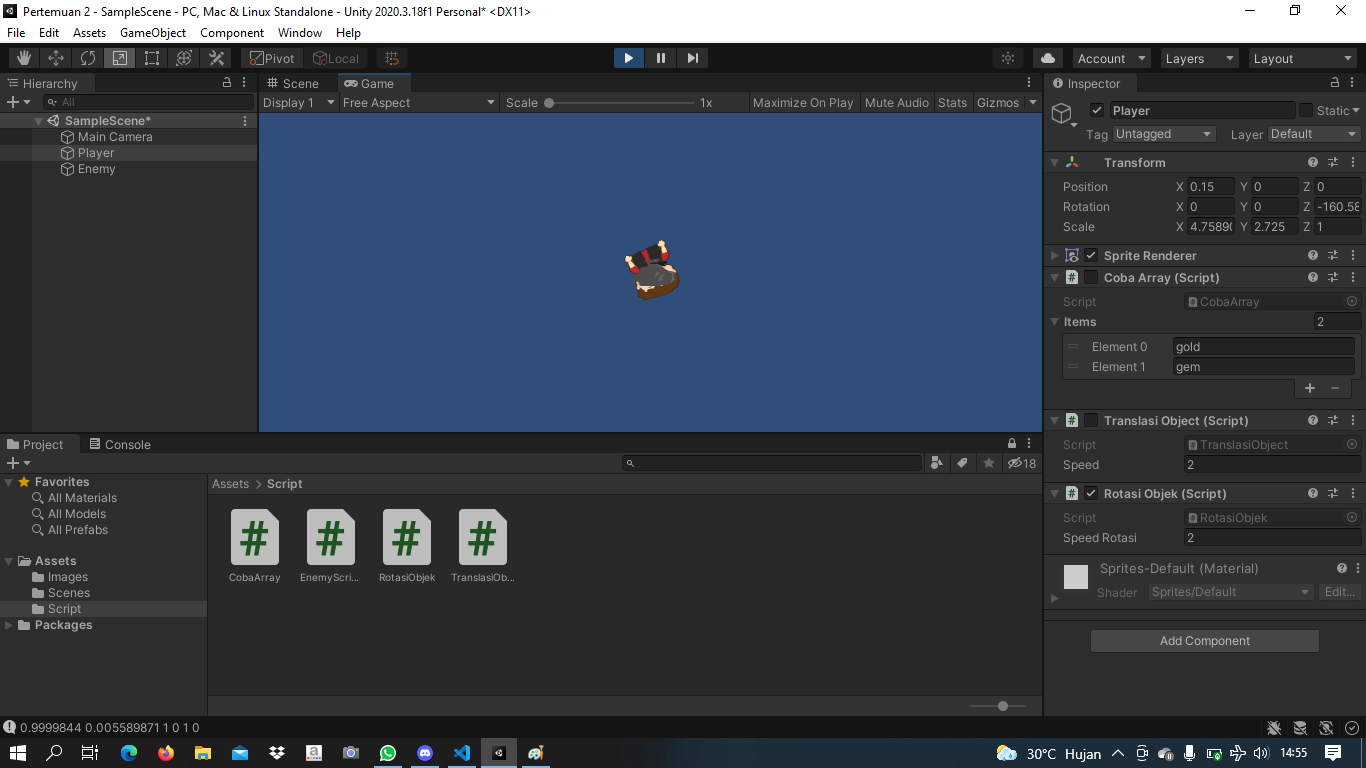 Pertemuan 2 - SampleScene - PC, Mac & Linux Standalone - Unity 2020.3.18f1 Personal* <DX11>
File Edit Assets GameObject Component Window Help
Pivot Local Account Layers Layout
Hierarchy
All
SampleScene*
Main Camera
Player
Enemy
Scene Game
Display 1 Free Aspect Scale 1x Maximize On Play Mute Audio Stats Gizmos
Inspector
Player Static
Tag Untagged Layer Default
Transform
Position X 0.15 Y 0 Z 0
Rotation X 0 Y 0 Z -160.58
Scale X 4.7589( Y 2.725 Z 1
Sprite Renderer
# Coba Array (Script)
Script CobaArray
Items 2
Element 0 gold
Element 1 gem
+ −
# Translasi Object (Script)
Script TranslasiObject
Speed 2
# Rotasi Objek (Script)
Script RotasiObjek
Speed Rotasi 2
Sprites-Default (Material)
Shader Sprites/Default Edit...
Add Component
Project Console
18
Favorites
All Materials
All Models
All Prefabs
Assets
Images
Scenes
Script
Packages
Assets > Script
# # # #
CobaArray EnemyScri... RotasiObjek TranslasiOb...
0.9999844 0.005589871 1 0 1 0
30°C Hujan 14:55